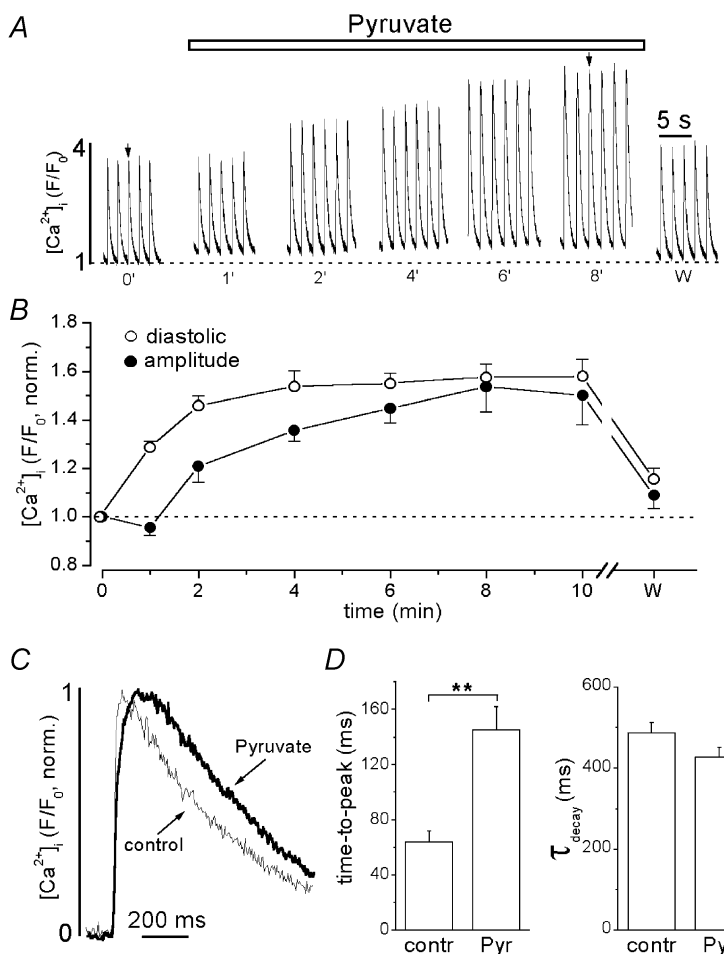 A
Pyruvate
4
5 s
[Ca²⁺]ᵢ (F/F₀)
1
0' 1' 2' 4' 6' 8' W
B
1.8
diastolic
amplitude
1.6
1.4
1.2
1.0
0.8
[Ca²⁺]ᵢ (F/F₀, norm.)
0 2 4 6 8 10 W
time (min)
C
1
Pyruvate
control
[Ca²⁺]ᵢ (F/F₀, norm.)
0
200 ms
D
**
160
120
80
40
0
time-to-peak (ms)
contr Pyr
600
400
200
0
τ decay (ms)
contr Py